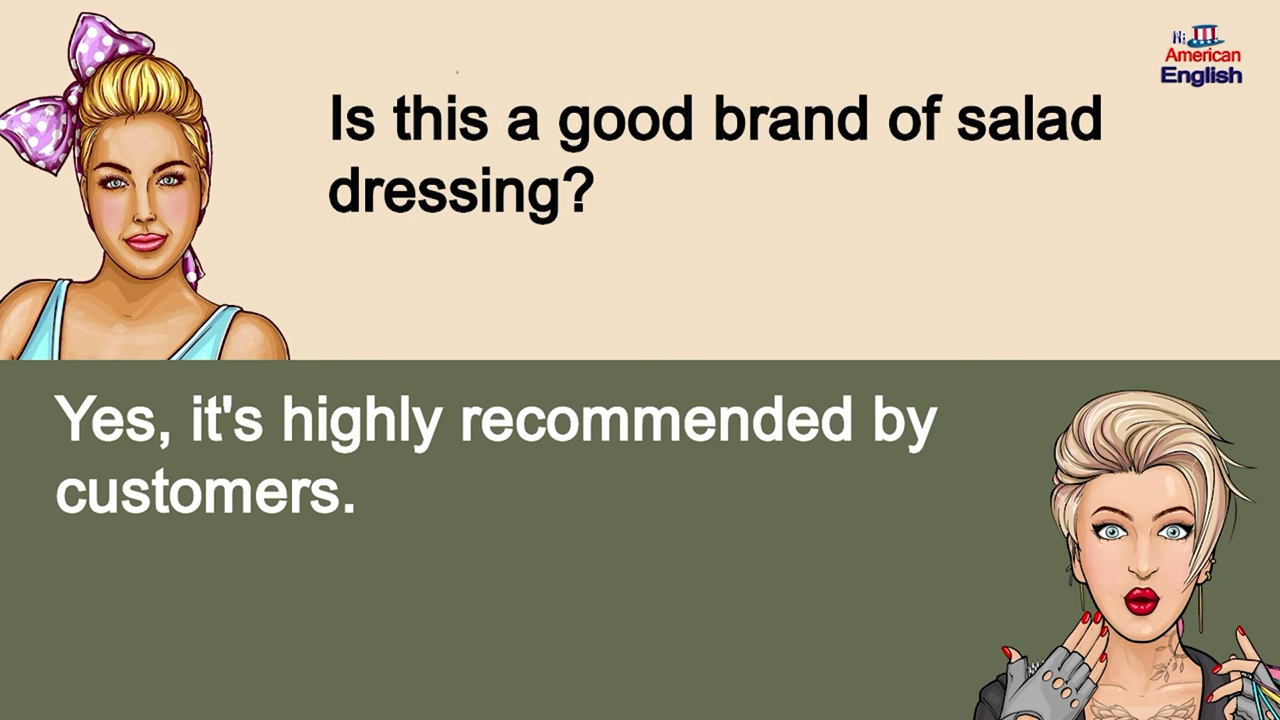 Hi
American
English
Is this a good brand of salad
dressing?
Yes, it's highly recommended by
customers.